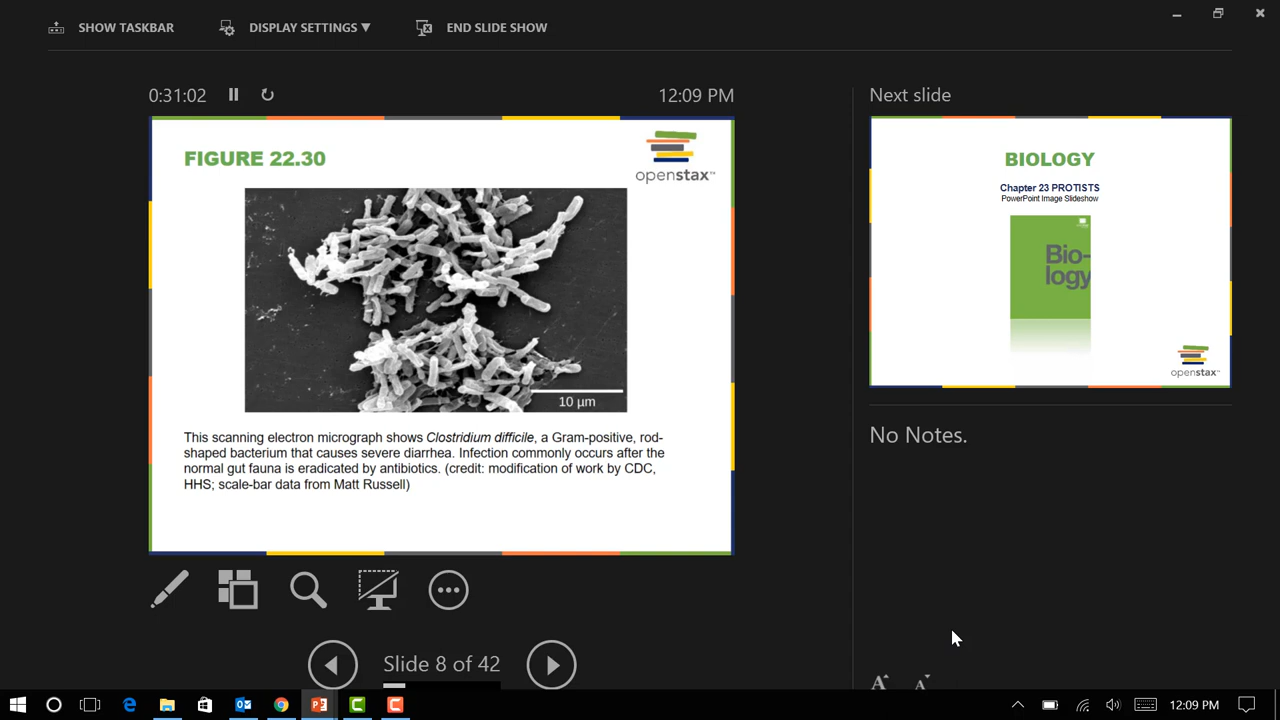 SHOW TASKBAR
DISPLAY SETTINGS ▼
END SLIDE SHOW
0:31:02
12:09 PM
FIGURE 22.30
openstax™
10 µm
This scanning electron micrograph shows Clostridium difficile, a Gram-positive, rod-
shaped bacterium that causes severe diarrhea. Infection commonly occurs after the
normal gut fauna is eradicated by antibiotics. (credit: modification of work by CDC,
HHS; scale-bar data from Matt Russell)
Slide 8 of 42
Next slide
BIOLOGY
Chapter 23 PROTISTS
PowerPoint Image Slideshow
Bio-
logy
openstax™
No Notes.
A A
12:09 PM